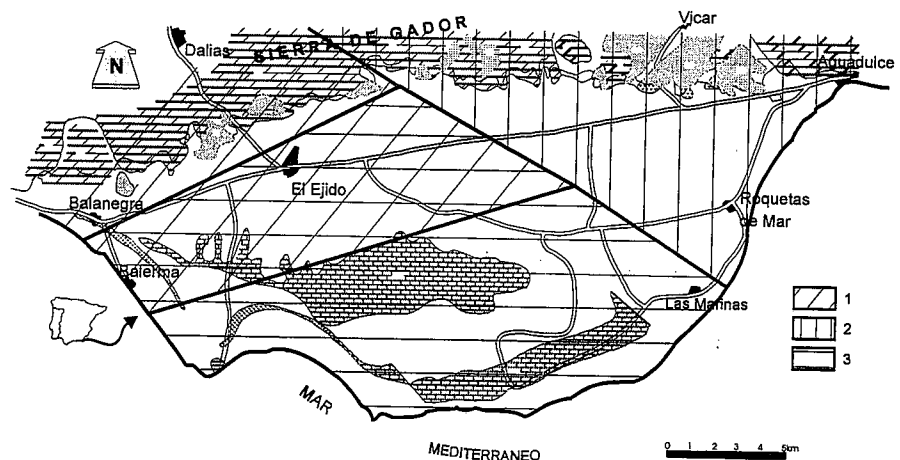 Vicar
SIERRA DE GADOR
Dalias
Aguadulce
N
El Ejido
Balanegra
Roquetas
de Mar
Balerma
Las Marinas
1
2
3
MAR
MEDITERRANEO
0 1 2 3 4 5km